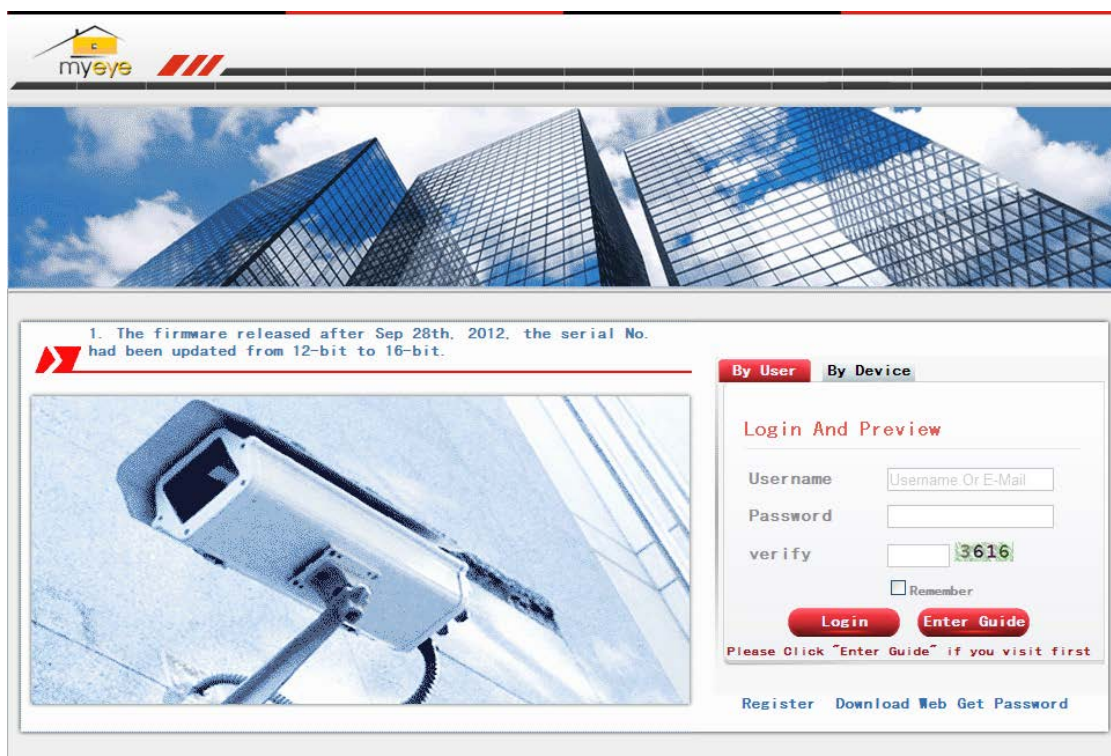 myeye
1. The firmware released after Sep 28th, 2012, the serial No.
had been updated from 12-bit to 16-bit.
By User By Device
Login And Preview
Username Username Or E-Mail
Password
verify 3616
Remember
Login Enter Guide
Please Click "Enter Guide" if you visit first
Register Download Web Get Password